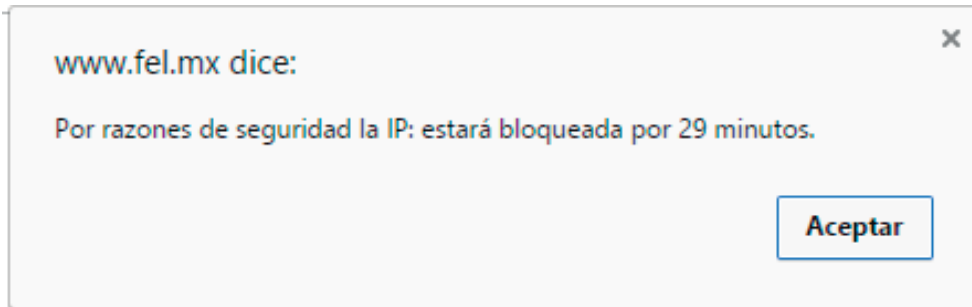 www.fel.mx dice:
Por razones de seguridad la IP: estará bloqueada por 29 minutos.
Aceptar